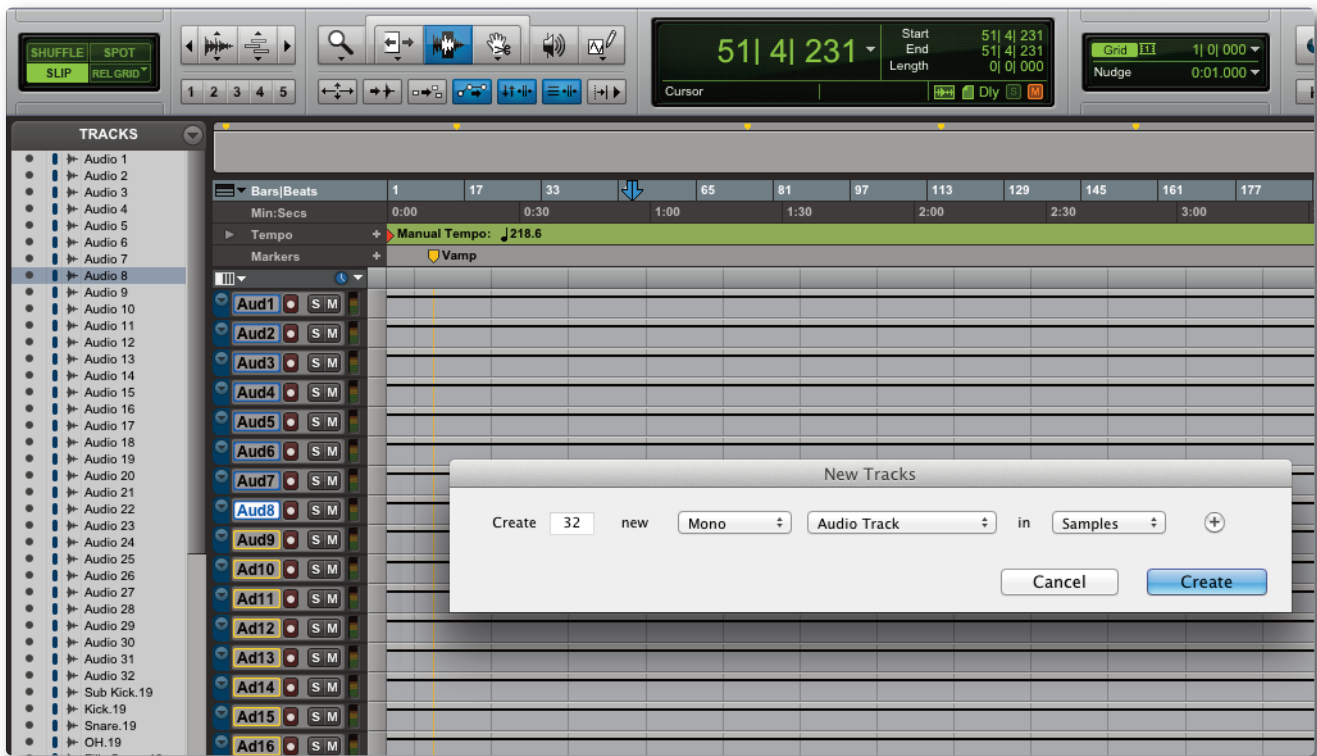 SHUFFLE SPOT
SLIP REL GRID
1 2 3 4 5
51| 4| 231
Start 51| 4| 231
End 51| 4| 231
Length 0| 0| 000
Cursor
Dly S M
Grid 1| 0| 000
Nudge 0:01.000
TRACKS
Audio 1
Audio 2
Audio 3
Audio 4
Audio 5
Audio 6
Audio 7
Audio 8
Audio 9
Audio 10
Audio 11
Audio 12
Audio 13
Audio 14
Audio 15
Audio 16
Audio 17
Audio 18
Audio 19
Audio 20
Audio 21
Audio 22
Audio 23
Audio 24
Audio 25
Audio 26
Audio 27
Audio 28
Audio 29
Audio 30
Audio 31
Audio 32
Sub Kick.19
Kick.19
Snare.19
OH.19
Bars|Beats 1 17 33 65 81 97 113 129 145 161 177
Min:Secs 0:00 0:30 1:00 1:30 2:00 2:30 3:00
Tempo + Manual Tempo: ♩218.6
Markers + Vamp
Aud1 S M
Aud2 S M
Aud3 S M
Aud4 S M
Aud5 S M
Aud6 S M
Aud7 S M
Aud8 S M
Aud9 S M
Ad10 S M
Ad11 S M
Ad12 S M
Ad13 S M
Ad14 S M
Ad15 S M
Ad16 S M
New Tracks
Create 32 new Mono Audio Track in Samples +
Cancel Create